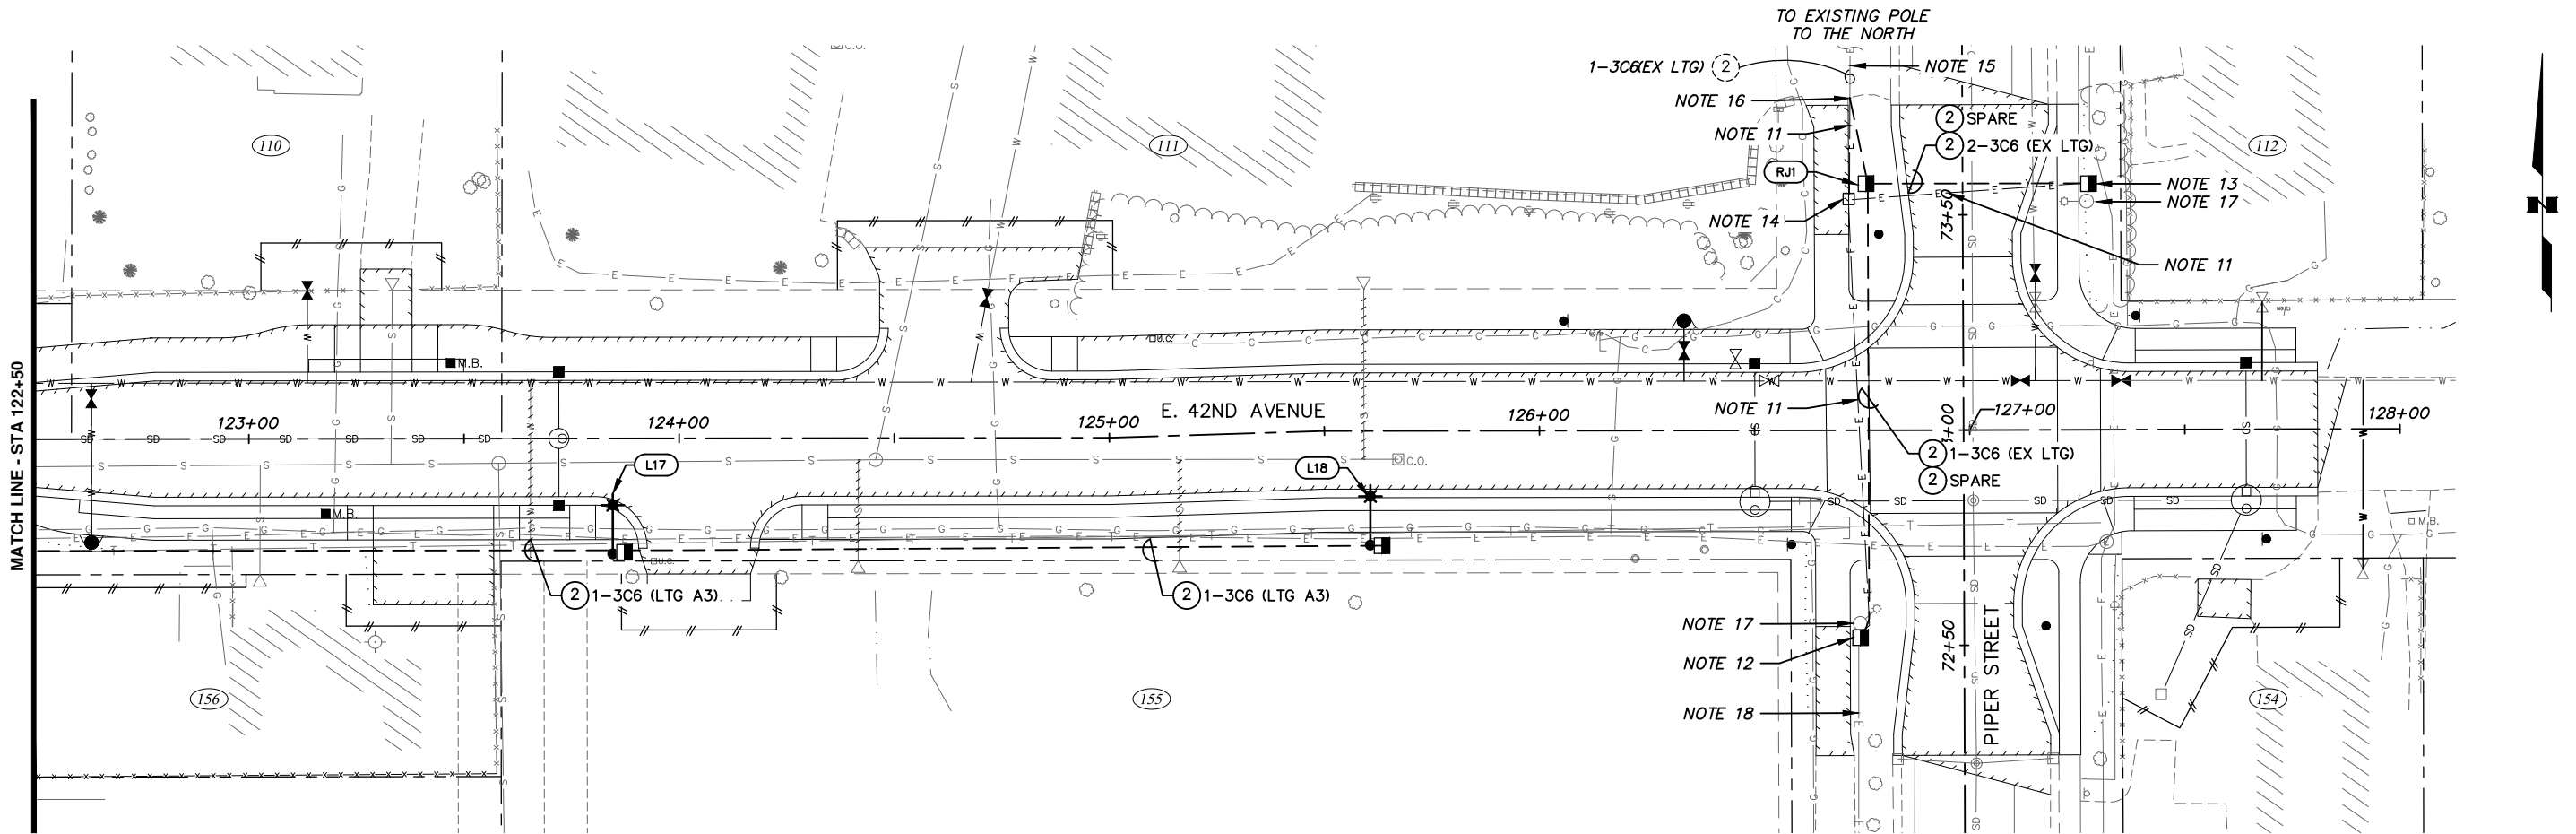 TO EXISTING POLE
TO THE NORTH
1-3C6(EX LTG) 2
NOTE 15
NOTE 16
NOTE 11
2 SPARE
2 2-3C6 (EX LTG)
110
111
112
RJ1
NOTE 13
NOTE 17
NOTE 14
73+50
NOTE 11
C.O.
M.B.
U.C.
MATCH LINE - STA 122+50
123+00
124+00
125+00
E. 42ND AVENUE
126+00
NOTE 11
127+00
128+00
L17
L18
C.O.
2 1-3C6 (EX LTG)
2 SPARE
M.B.
M.B.
U.C.
2 1-3C6 (LTG A3)
2 1-3C6 (LTG A3)
NOTE 17
NOTE 12
72+50
PIPER STREET
156
155
154
NOTE 18
N